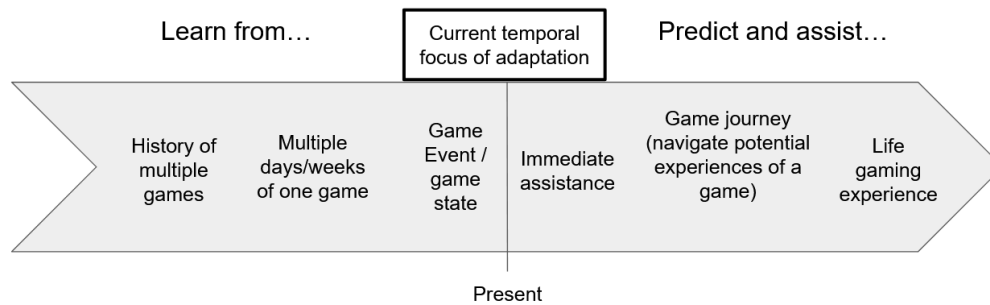 Learn from…
Current temporal
focus of adaptation
Predict and assist…
History of
multiple
games
Multiple
days/weeks
of one game
Game
Event /
game
state
Immediate
assistance
Game journey
(navigate potential
experiences of a
game)
Life
gaming
experience
Present